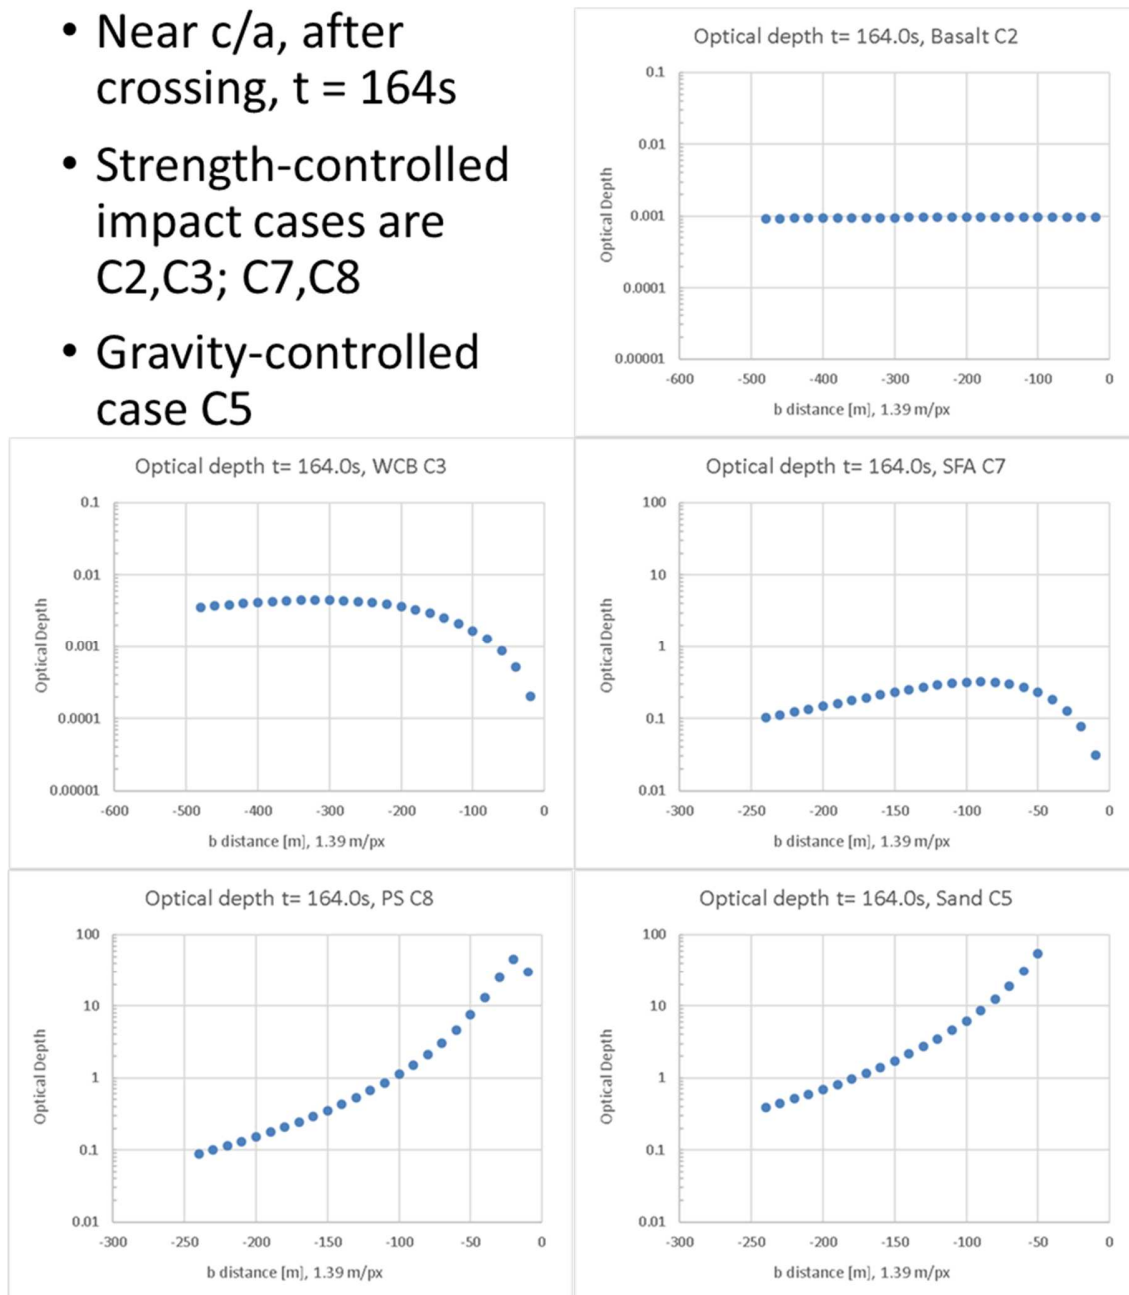 • Near c/a, after
crossing, t = 164s
• Strength-controlled
impact cases are
C2,C3; C7,C8
• Gravity-controlled
case C5
Optical depth t= 164.0s, Basalt C2
0.1
0.01
0.001
0.0001
0.00001
Optical Depth
-600 -500 -400 -300 -200 -100 0
b distance [m], 1.39 m/px
Optical depth t= 164.0s, WCB C3
0.1
0.01
0.001
0.0001
0.00001
Optical Depth
-600 -500 -400 -300 -200 -100 0
b distance [m], 1.39 m/px
Optical depth t= 164.0s, SFA C7
100
10
1
0.1
0.01
Optical Depth
-300 -250 -200 -150 -100 -50 0
b distance [m], 1.39 m/px
Optical depth t= 164.0s, PS C8
100
10
1
0.1
0.01
Optical Depth
-300 -250 -200 -150 -100 -50 0
b distance [m], 1.39 m/px
Optical depth t= 164.0s, Sand C5
100
10
1
0.1
0.01
Optical Depth
-300 -250 -200 -150 -100 -50 0
b distance [m], 1.39 m/px